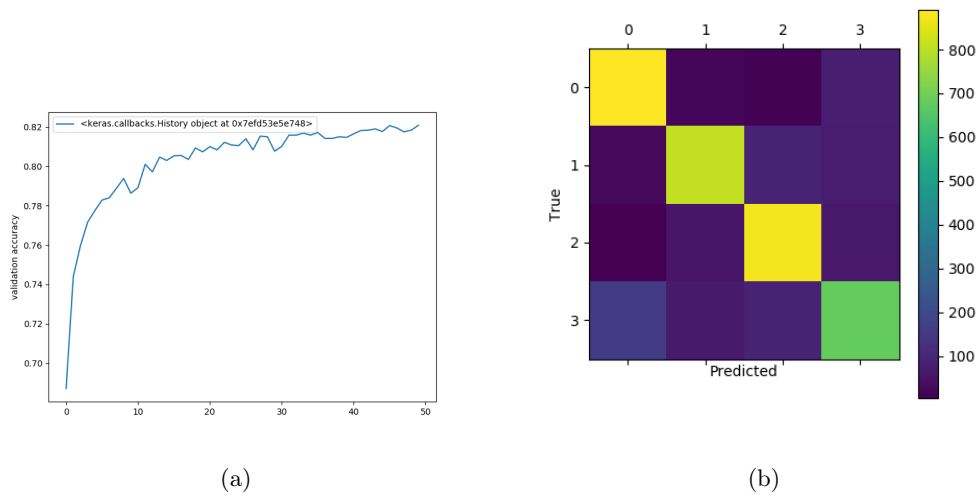 <keras.callbacks.History object at 0x7efd53e5e748>
0.82
0.80
0.78
0.76
0.74
0.72
0.70
validation accuracy
0 10 20 30 40 50
(a)
0 1 2 3
0
1
2
3
True
Predicted
800
700
600
500
400
300
200
100
(b)